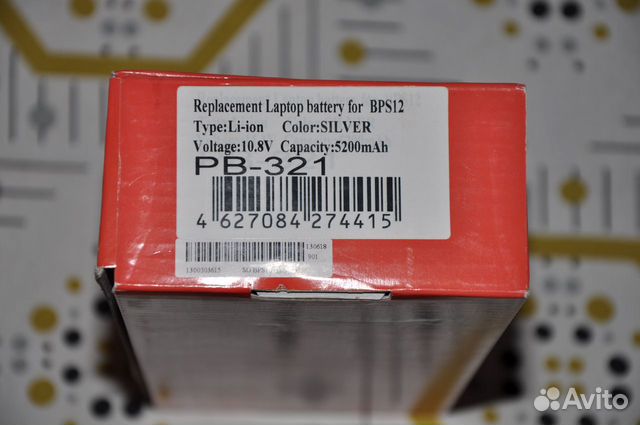 Replacement Laptop battery for BPS12
Type:Li-ion Color:SILVER
Voltage:10.8V Capacity:5200mAh
PB-321
4 627084 274415
130618
901
1300303615
Avito